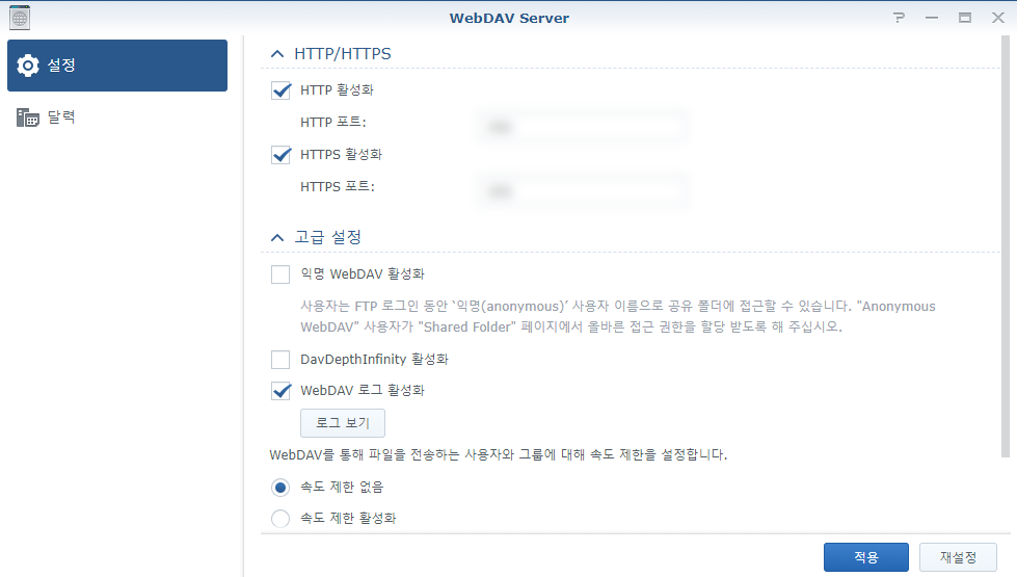 WebDAV Server
설정
달력
HTTP/HTTPS
HTTP 활성화
HTTP 포트:
HTTPS 활성화
HTTPS 포트:
고급 설정
익명 WebDAV 활성화
사용자는 FTP 로그인 동안 '익명(anonymous)' 사용자 이름으로 공유 폴더에 접근할 수 있습니다. "Anonymous
WebDAV" 사용자가 "Shared Folder" 페이지에서 올바른 접근 권한을 할당 받도록 해 주십시오.
DavDepthInfinity 활성화
WebDAV 로그 활성화
로그 보기
WebDAV를 통해 파일을 전송하는 사용자와 그룹에 대해 속도 제한을 설정합니다.
속도 제한 없음
속도 제한 활성화
적용
재설정